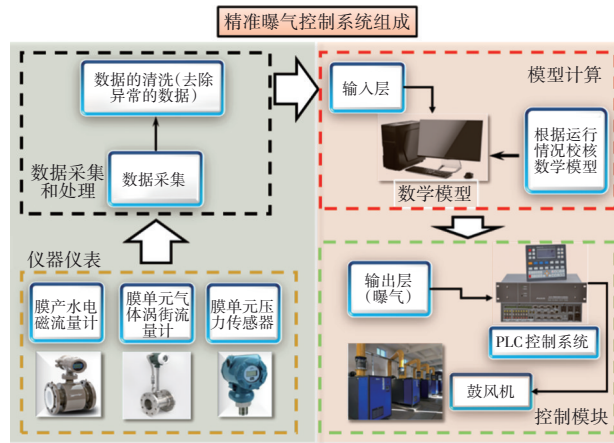 精准曝气控制系统组成
数据的清洗(去除
异常的数据)
数据采集
和处理
数据采集
仪器仪表
膜产水电
磁流量计
膜单元气
体涡街流
量计
膜单元压
力传感器
输入层
模型计算
根据运行
情况校核
数学模型
数学模型
输出层
(曝气)
PLC控制系统
鼓风机
控制模块